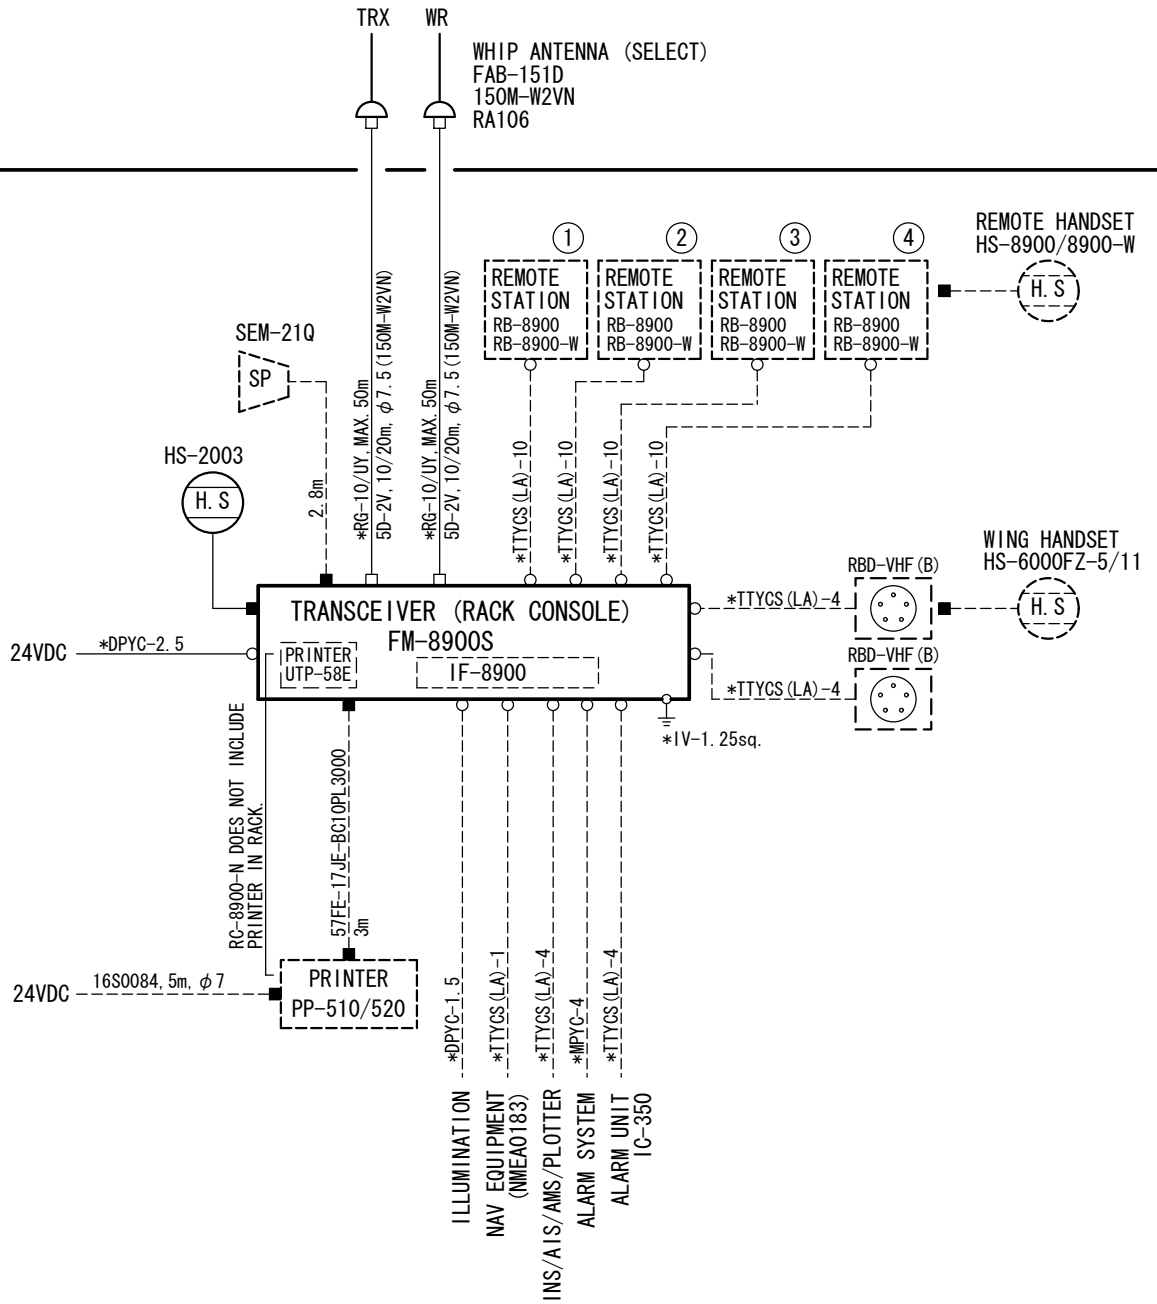 TRX
WR
WHIP ANTENNA (SELECT)
FAB-151D
150M-W2VN
RA106
*RG-10/UY, MAX. 50m
5D-2V, 10/20m, φ7.5 (150M-W2VN)
*RG-10/UY, MAX. 50m
5D-2V, 10/20m, φ7.5 (150M-W2VN)
1
REMOTE
STATION
RB-8900
RB-8900-W
2
REMOTE
STATION
RB-8900
RB-8900-W
3
REMOTE
STATION
RB-8900
RB-8900-W
4
REMOTE
STATION
RB-8900
RB-8900-W
REMOTE HANDSET
HS-8900/8900-W
H.S
SEM-21Q
SP
2.8m
HS-2003
H.S
*TTYCS(LA)-10
*TTYCS(LA)-10
*TTYCS(LA)-10
*TTYCS(LA)-10
WING HANDSET
HS-6000FZ-5/11
H.S
RBD-VHF(B)
*TTYCS(LA)-4
RBD-VHF(B)
*TTYCS(LA)-4
TRANSCEIVER (RACK CONSOLE)
FM-8900S
PRINTER
UTP-58E
IF-8900
24VDC
*DPYC-2.5
*IV-1.25sq.
RC-8900-N DOES NOT INCLUDE
PRINTER IN RACK.
57FE-17JE-BC10PL3000
3m
24VDC
16S0084, 5m, φ7
PRINTER
PP-510/520
*DPYC-1.5
*TTYCS(LA)-1
*TTYCS(LA)-4
*MPYC-4
*TTYCS(LA)-4
ILLUMINATION
NAV EQUIPMENT
(NMEA0183)
INS/AIS/AMS/PLOTTER
ALARM SYSTEM
ALARM UNIT
IC-350